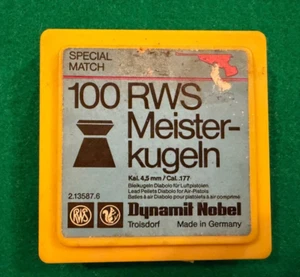 SPECIAL
MATCH
100 RWS
Meister-
kugeln
Kal. 4,5 mm / Cal. .177
Bleikugeln Diabolo für Luftpistolen
Lead Pellets Diabolo for Air-Pistols
Balles à air Diabolo pour pistolets à air comprimé
2.13587.6
RWS
Dynamit Nobel
Troisdorf
Made in Germany